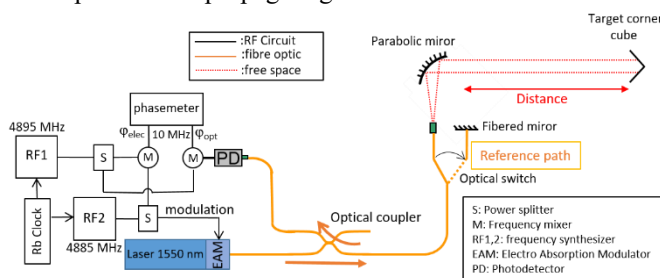 :RF Circuit
:fibre optic
:free space
Parabolic miror
Target corner
cube
Distance
phasemeter
φelec
10 MHz
φopt
4895 MHz
RF1
S
M
M
PD
Fibered miror
Reference path
Optical switch
Rb Clock
RF2
S
modulation
4885 MHz
Laser 1550 nm
EAM
Optical coupler
S: Power splitter
M: Frequency mixer
RF1,2: frequency synthesizer
EAM: Electro Absorption Modulator
PD: Photodetector